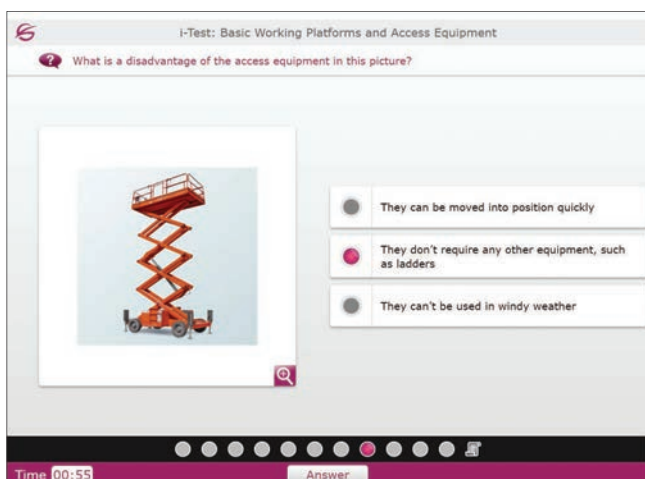 i-Test: Basic Working Platforms and Access Equipment
? What is a disadvantage of the access equipment in this picture?
They can be moved into position quickly
They don't require any other equipment, such
as ladders
They can't be used in windy weather
Time 00:55
Answer